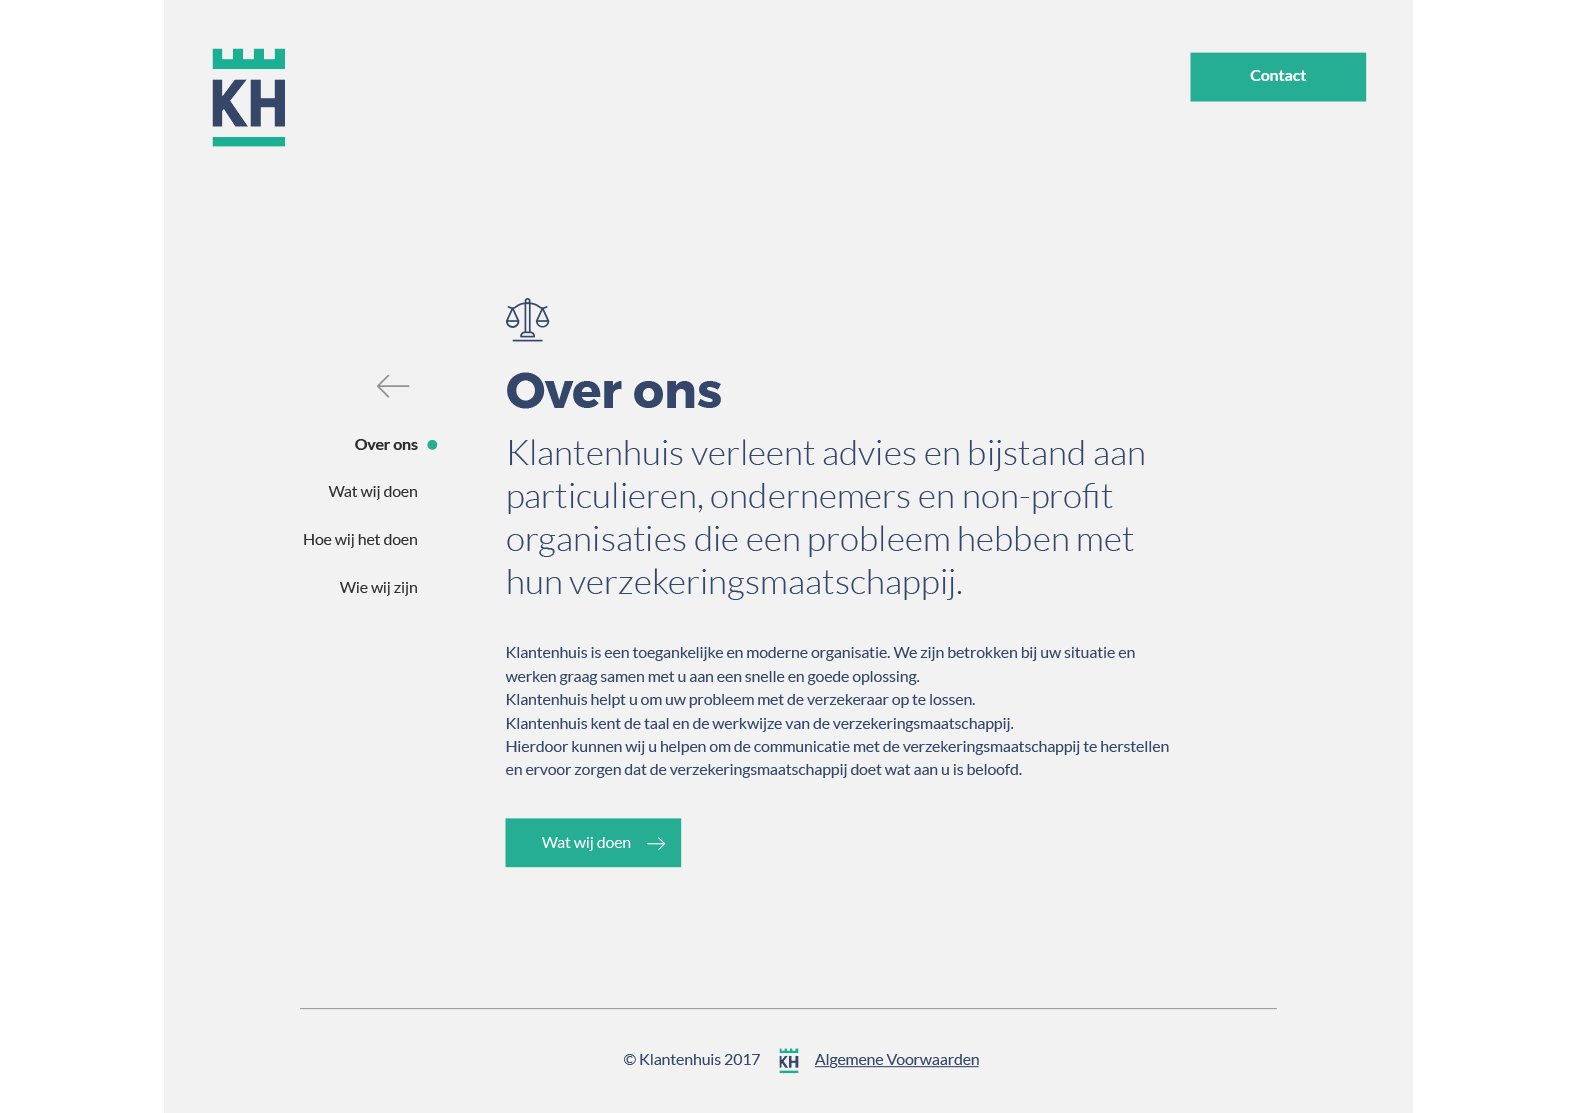 KH
Contact
Over ons
Wat wij doen
Hoe wij het doen
Wie wij zijn
Over ons
Klantenhuis verleent advies en bijstand aan
particulieren, ondernemers en non-profit
organisaties die een probleem hebben met
hun verzekeringsmaatschappij.
Klantenhuis is een toegankelijke en moderne organisatie. We zijn betrokken bij uw situatie en
werken graag samen met u aan een snelle en goede oplossing.
Klantenhuis helpt u om uw probleem met de verzekeraar op te lossen.
Klantenhuis kent de taal en de werkwijze van de verzekeringsmaatschappij.
Hierdoor kunnen wij u helpen om de communicatie met de verzekeringsmaatschappij te herstellen
en ervoor zorgen dat de verzekeringsmaatschappij doet wat aan u is beloofd.
Wat wij doen
© Klantenhuis 2017 KH Algemene Voorwaarden